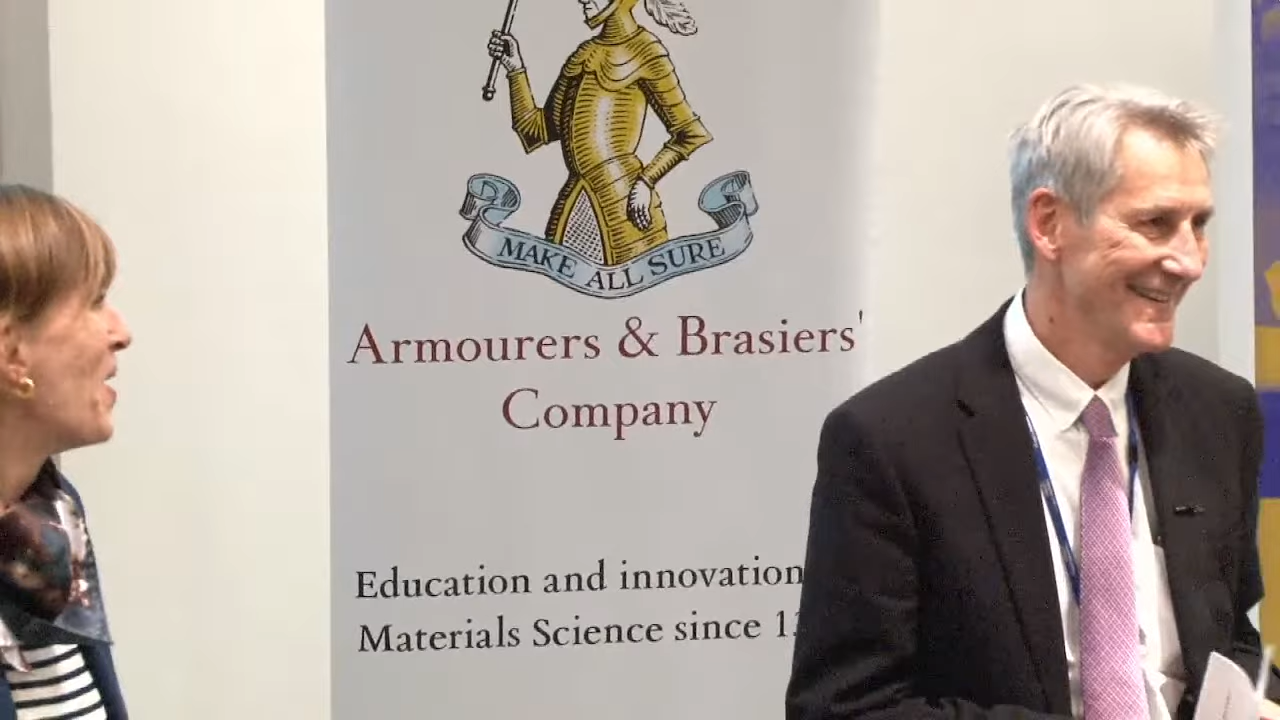 MAKE ALL SURE
Armourers & Brasiers'
Company
Education and innovation
Materials Science since